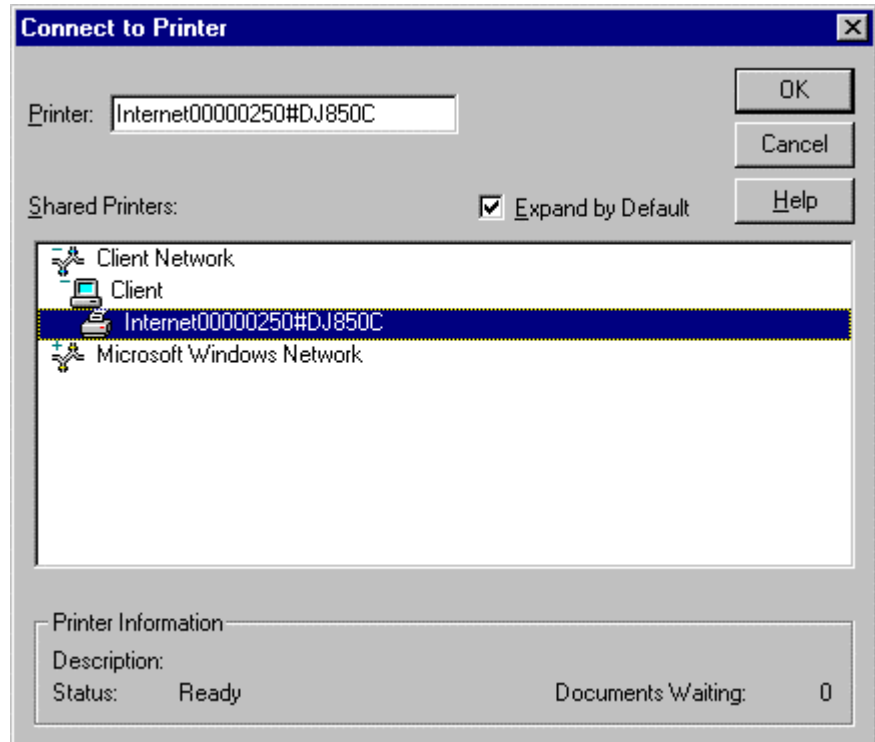 Connect to Printer
Printer: Internet00000250#DJ850C
OK
Cancel
Shared Printers:
Expand by Default
Help
Client Network
Client
Internet00000250#DJ850C
Microsoft Windows Network
Printer Information
Description:
Status: Ready Documents Waiting: 0